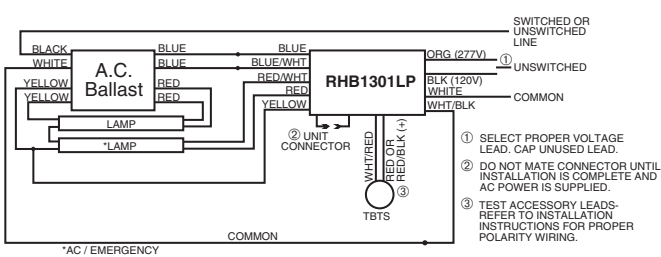 SWITCHED OR
UNSWITCHED
LINE
BLACK
BLUE
BLUE
ORG (277V)
①
UNSWITCHED
WHITE
BLUE
BLUE/WHT
A.C.
Ballast
RHB1301LP
BLK (120V)
YELLOW
RED
RED/WHT
WHITE
COMMON
YELLOW
RED
RED
YELLOW
WHT/BLK
LAMP
*LAMP
② UNIT
CONNECTOR
WHT/RED
RED OR
RED/BLK (+)
③
TBTS
① SELECT PROPER VOLTAGE
LEAD. CAP UNUSED LEAD.
② DO NOT MATE CONNECTOR UNTIL
INSTALLATION IS COMPLETE AND
AC POWER IS SUPPLIED.
③ TEST ACCESSORY LEADS-
REFER TO INSTALLATION
INSTRUCTIONS FOR PROPER
POLARITY WIRING.
COMMON
*AC / EMERGENCY